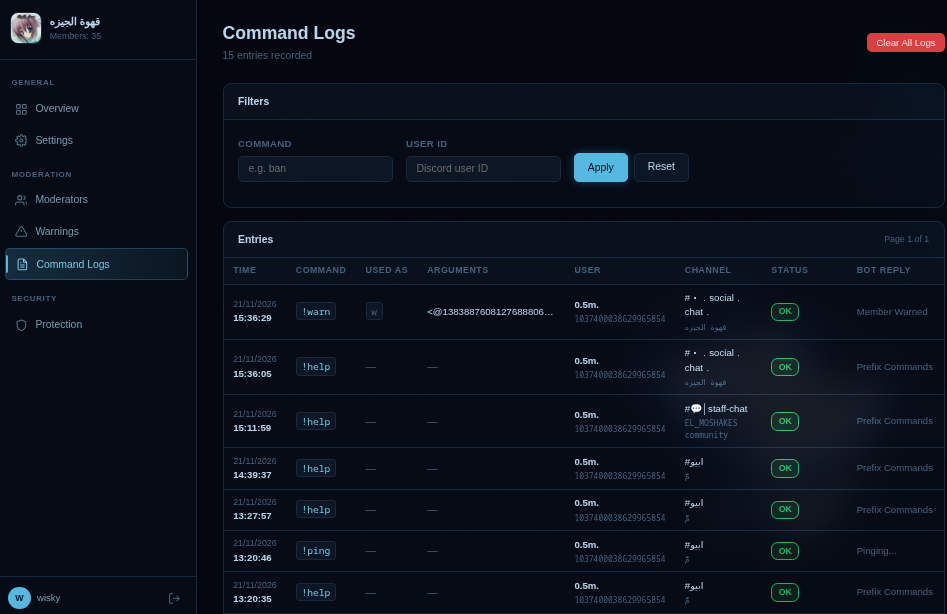 قهوة الجيزه
Members: 35
GENERAL
Overview
Settings
MODERATION
Moderators
Warnings
Command Logs
SECURITY
Protection
W wisky
Command Logs
15 entries recorded
Clear All Logs
Filters
COMMAND USER ID
e.g. ban Discord user ID Apply Reset
Entries Page 1 of 1
TIME COMMAND USED AS ARGUMENTS USER CHANNEL STATUS BOT REPLY
21/11/2026
15:36:29
!warn w <@1383887608127688806…
0.5m.
1037400038629965854
#・ . social .
chat .
قهوة الجيزه
OK Member Warned
21/11/2026
15:36:05
!help — —
0.5m.
1037400038629965854
#・ . social .
chat .
قهوة الجيزه
OK Prefix Commands
21/11/2026
15:11:59
!help — —
0.5m.
1037400038629965854
#💬│staff-chat
EL_MOSHAKES
community
OK Prefix Commands
21/11/2026
14:39:37
!help — —
0.5m.
1037400038629965854
#ابيو
OK Prefix Commands
21/11/2026
13:27:57
!help — —
0.5m.
1037400038629965854
#ابيو
OK Prefix Commands
21/11/2026
13:20:46
!ping — —
0.5m.
1037400038629965854
#ابيو
OK Pinging...
21/11/2026
13:20:35
!help — —
0.5m.
1037400038629965854
#ابيو
OK Prefix Commands